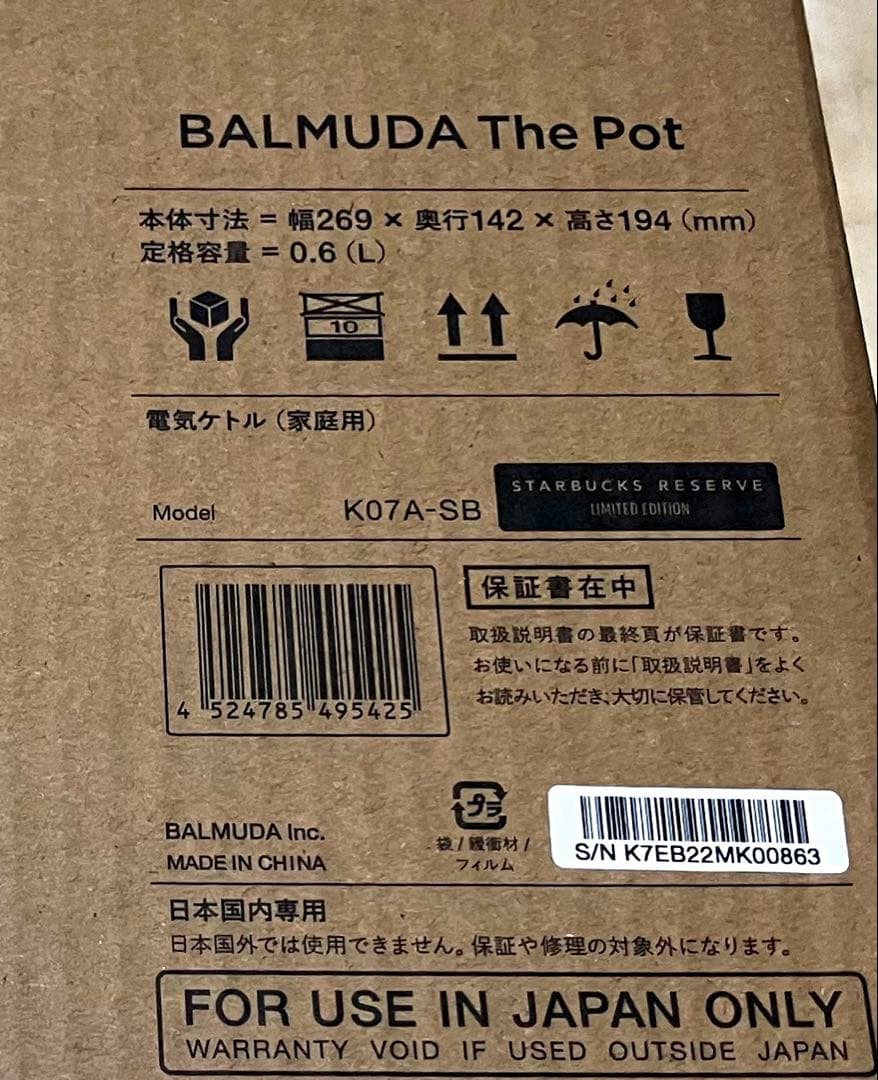 BALMUDA The Pot
本体寸法 = 幅269 × 奥行142 × 高さ194（mm）
定格容量 = 0.6（L）
10
電気ケトル（家庭用）
Model K07A-SB STARBUCKS RESERVE
LIMITED EDITION
保証書在中
取扱説明書の最終頁が保証書です。
お使いになる前に「取扱説明書」をよく
お読みいただき、大切に保管してください。
4 524785 495425
プラ
袋 / 緩衝材 /
フィルム
BALMUDA Inc.
MADE IN CHINA
S/N K7EB22MK00863
日本国内専用
日本国外では使用できません。保証や修理の対象外になります。
FOR USE IN JAPAN ONLY
WARRANTY VOID IF USED OUTSIDE JAPAN